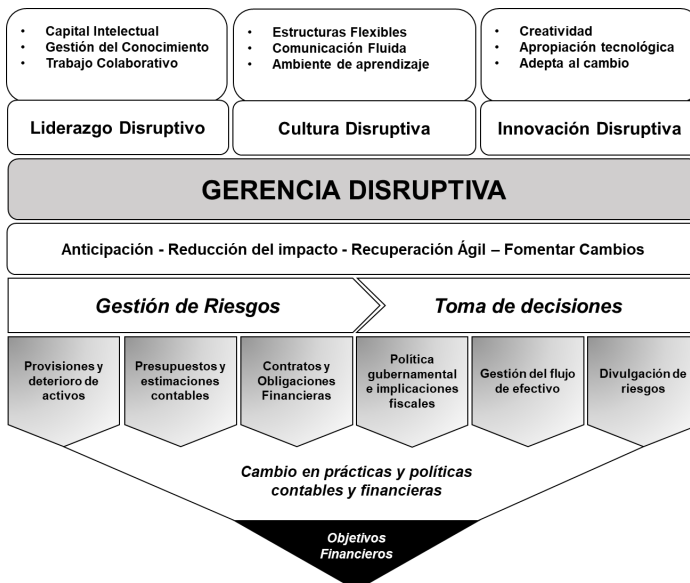 • Capital Intelectual
• Gestión del Conocimiento
• Trabajo Colaborativo
• Estructuras Flexibles
• Comunicación Fluida
• Ambiente de aprendizaje
• Creatividad
• Apropiación tecnológica
• Adepta al cambio
Liderazgo Disruptivo
Cultura Disruptiva
Innovación Disruptiva
GERENCIA DISRUPTIVA
Anticipación - Reducción del impacto - Recuperación Ágil – Fomentar Cambios
Gestión de Riesgos
Toma de decisiones
Provisiones y
deterioro de
activos
Presupuestos y
estimaciones
contables
Contratos y
Obligaciones
Financieras
Política
gubernamental
e implicaciones
fiscales
Gestión del flujo
de efectivo
Divulgación de
riesgos
Cambio en prácticas y políticas
contables y financieras
Objetivos
Financieros